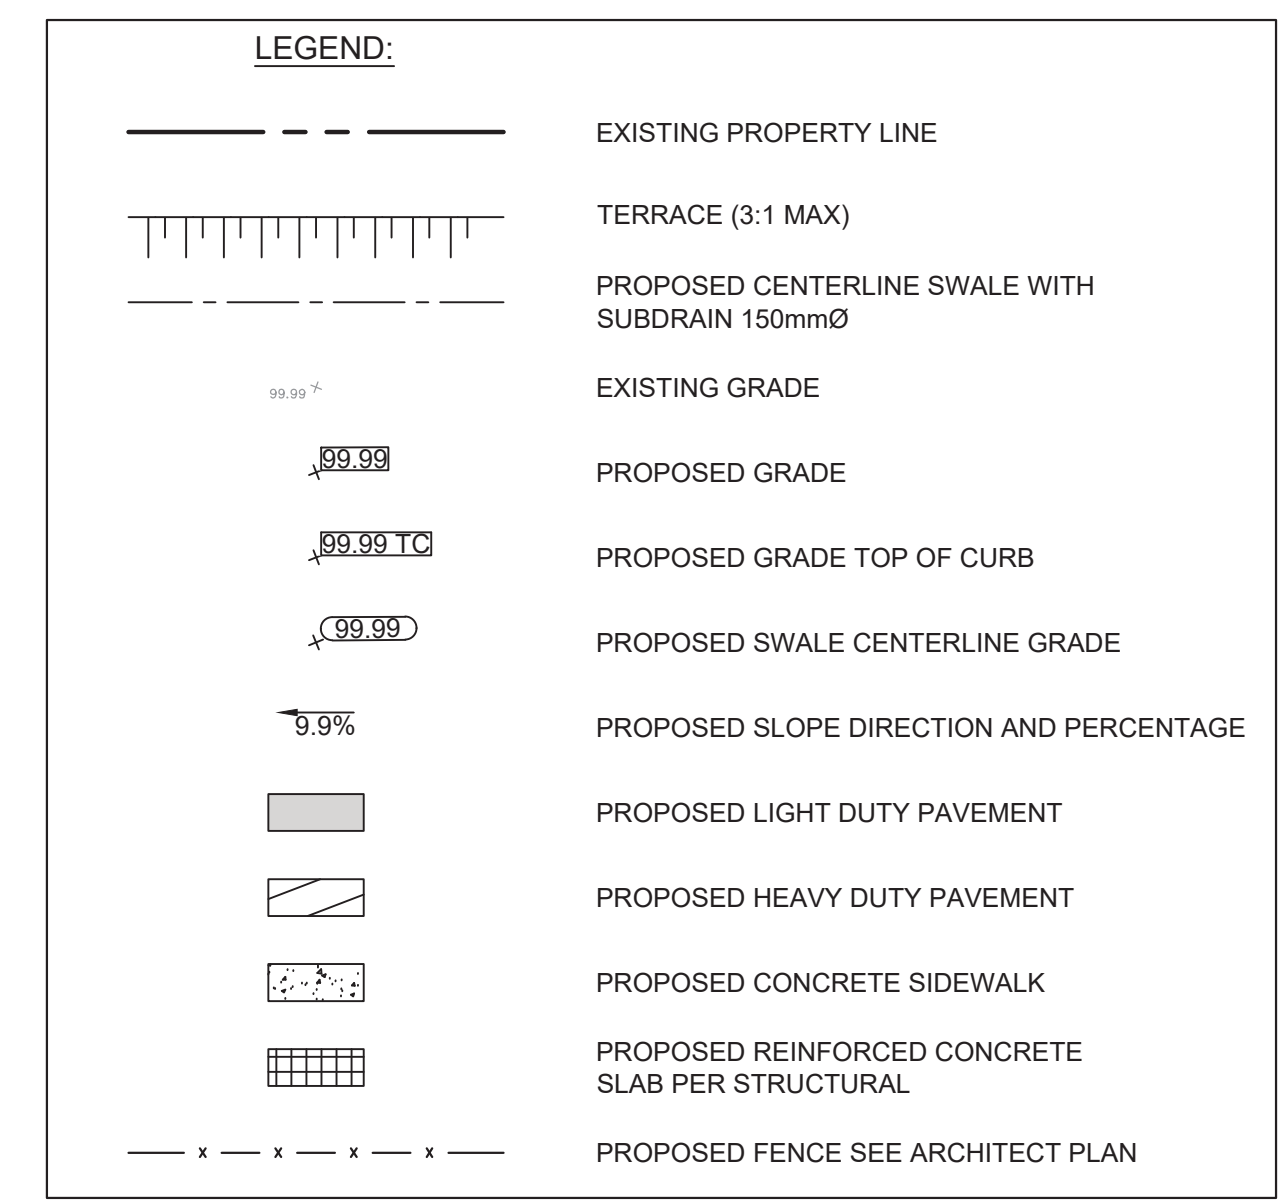 LEGEND:
EXISTING PROPERTY LINE
TERRACE (3:1 MAX)
PROPOSED CENTERLINE SWALE WITH
SUBDRAIN 150mmØ
99.99 EXISTING GRADE
99.99 PROPOSED GRADE
99.99 TC PROPOSED GRADE TOP OF CURB
99.99 PROPOSED SWALE CENTERLINE GRADE
9.9% PROPOSED SLOPE DIRECTION AND PERCENTAGE
PROPOSED LIGHT DUTY PAVEMENT
PROPOSED HEAVY DUTY PAVEMENT
PROPOSED CONCRETE SIDEWALK
PROPOSED REINFORCED CONCRETE
SLAB PER STRUCTURAL
x x x x PROPOSED FENCE SEE ARCHITECT PLAN